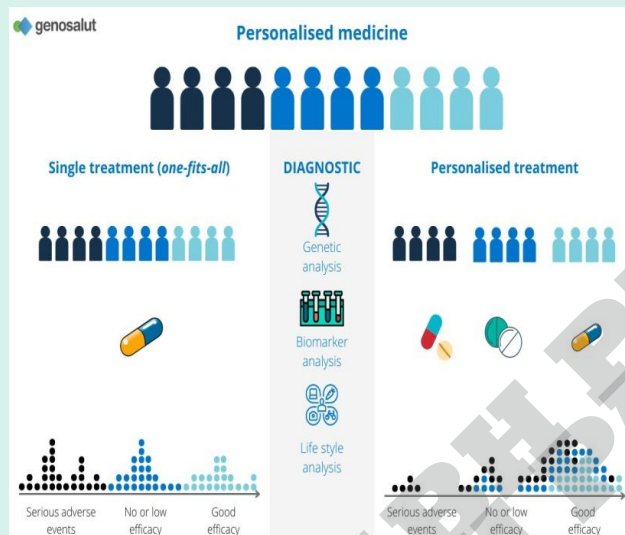 genosalut
Personalised medicine
Single treatment (one-fits-all)
DIAGNOSTIC
Personalised treatment
Genetic
analysis
Biomarker
analysis
Life style
analysis
Serious adverse
events
No or low
efficacy
Good
efficacy
Serious adverse
events
No or low
efficacy
Good
efficacy